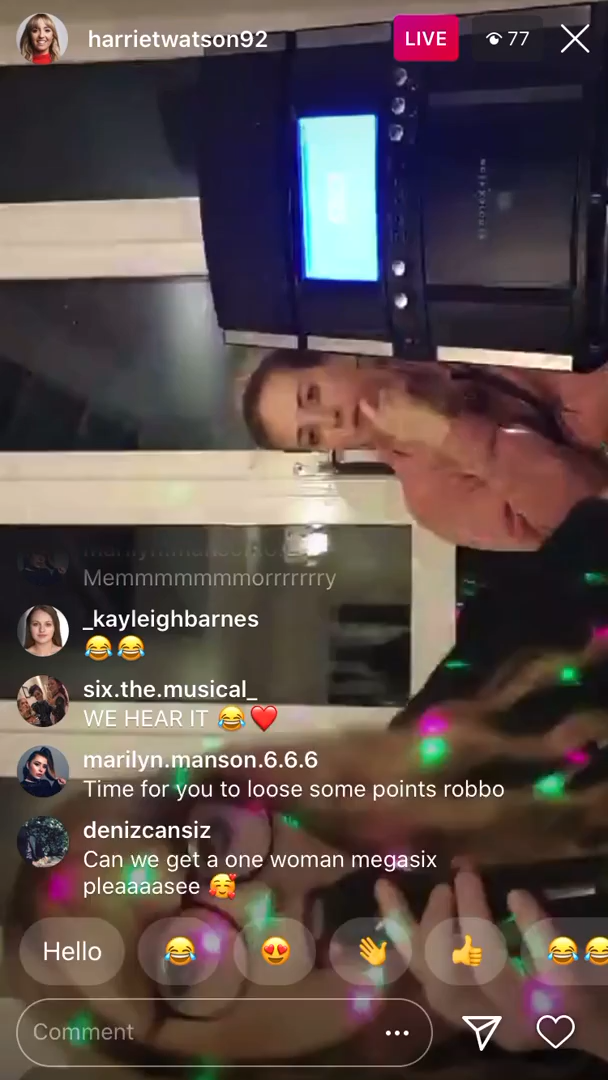 harrietwatson92
LIVE
77
Memmmmmmmorrrrrrry
_kayleighbarnes
😂😂
six.the.musical_
WE HEAR IT 😂❤️
marilyn.manson.6.6.6
Time for you to loose some points robbo
denizcansiz
Can we get a one woman megasix
pleaaaasee 🥰
Hello 😂 😍 👋 👍 😂😂
Comment